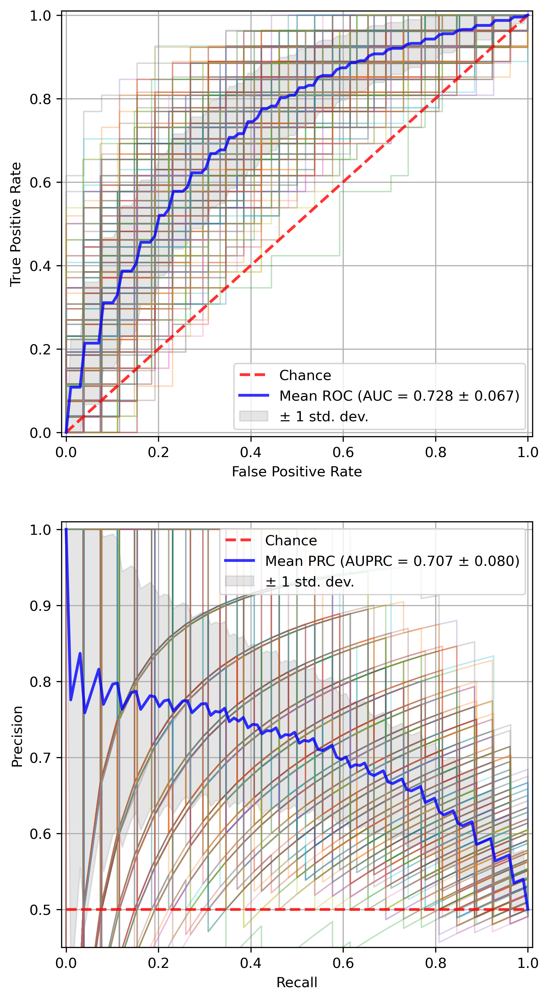 1.0
0.8
0.6
0.4
0.2
0.0
True Positive Rate
Chance
Mean ROC (AUC = 0.728 ± 0.067)
± 1 std. dev.
0.0 0.2 0.4 0.6 0.8 1.0
False Positive Rate
1.0
0.9
0.8
0.7
0.6
0.5
Precision
Chance
Mean PRC (AUPRC = 0.707 ± 0.080)
± 1 std. dev.
0.0 0.2 0.4 0.6 0.8 1.0
Recall